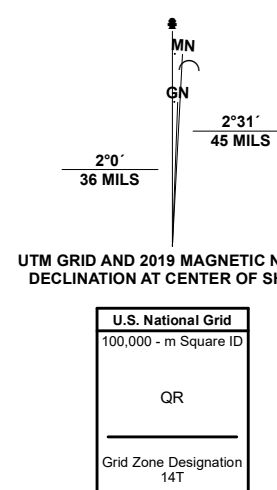 MN
GN
2°31´
45 MILS
2°0´
36 MILS
UTM GRID AND 2019 MAGNETIC
DECLINATION AT CENTER OF
U.S. National Grid
100,000 - m Square ID
QR
Grid Zone Designation
14T